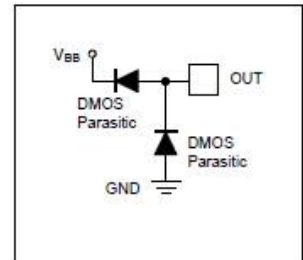 VBB
OUT
DMOS
Parasitic
DMOS
Parasitic
GND